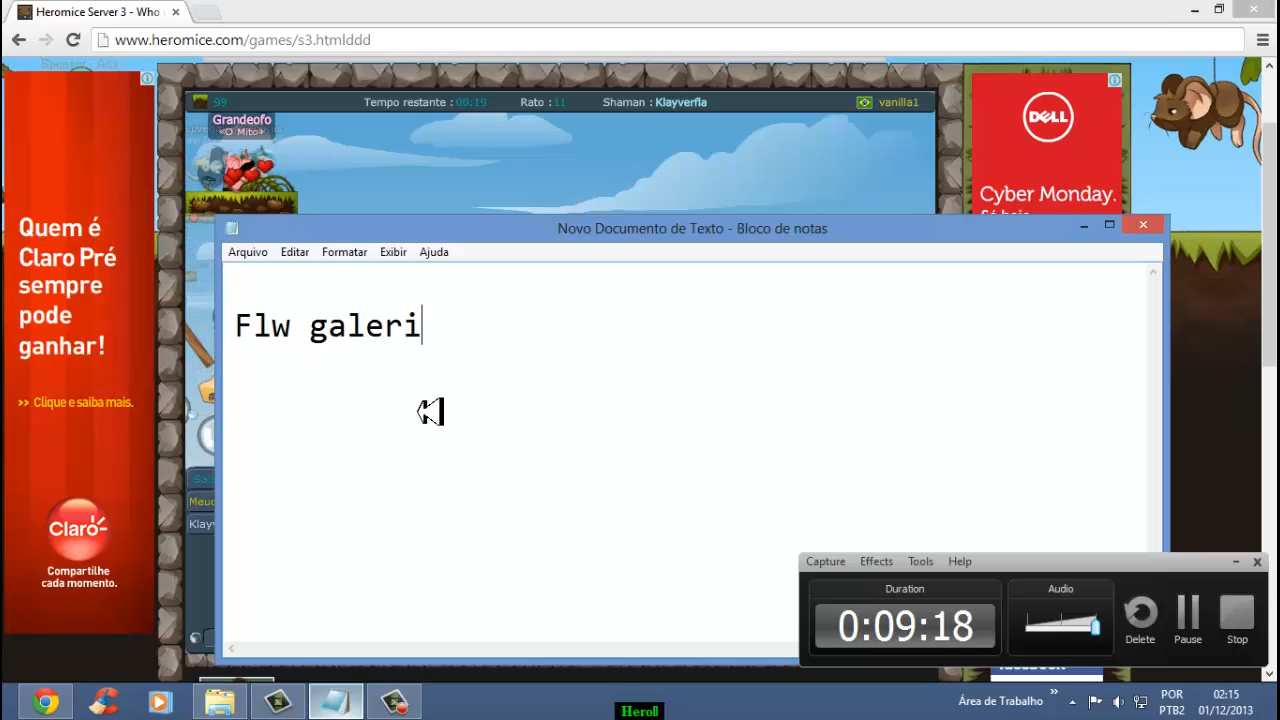 Heromice Server 3 - Who
www.heromice.com/games/s3.htmlddd
Sponsor - Ads
99
Tempo restante : 00:19
Rato : 11
Shaman : Klayverfla
vanilla1
Grandeofo
«O Mito»
DELL
Cyber Monday.
Quem é
Claro Pré
sempre
pode
ganhar!
>> Clique e saiba mais.
Claro
Compartilhe
cada momento.
Novo Documento de Texto - Bloco de notas
Arquivo Editar Formatar Exibir Ajuda
Flw galeri
Capture Effects Tools Help
Duration
0:09:18
Audio
Delete
Pause
Stop
Área de Trabalho
POR
PTB2
02:15
01/12/2013